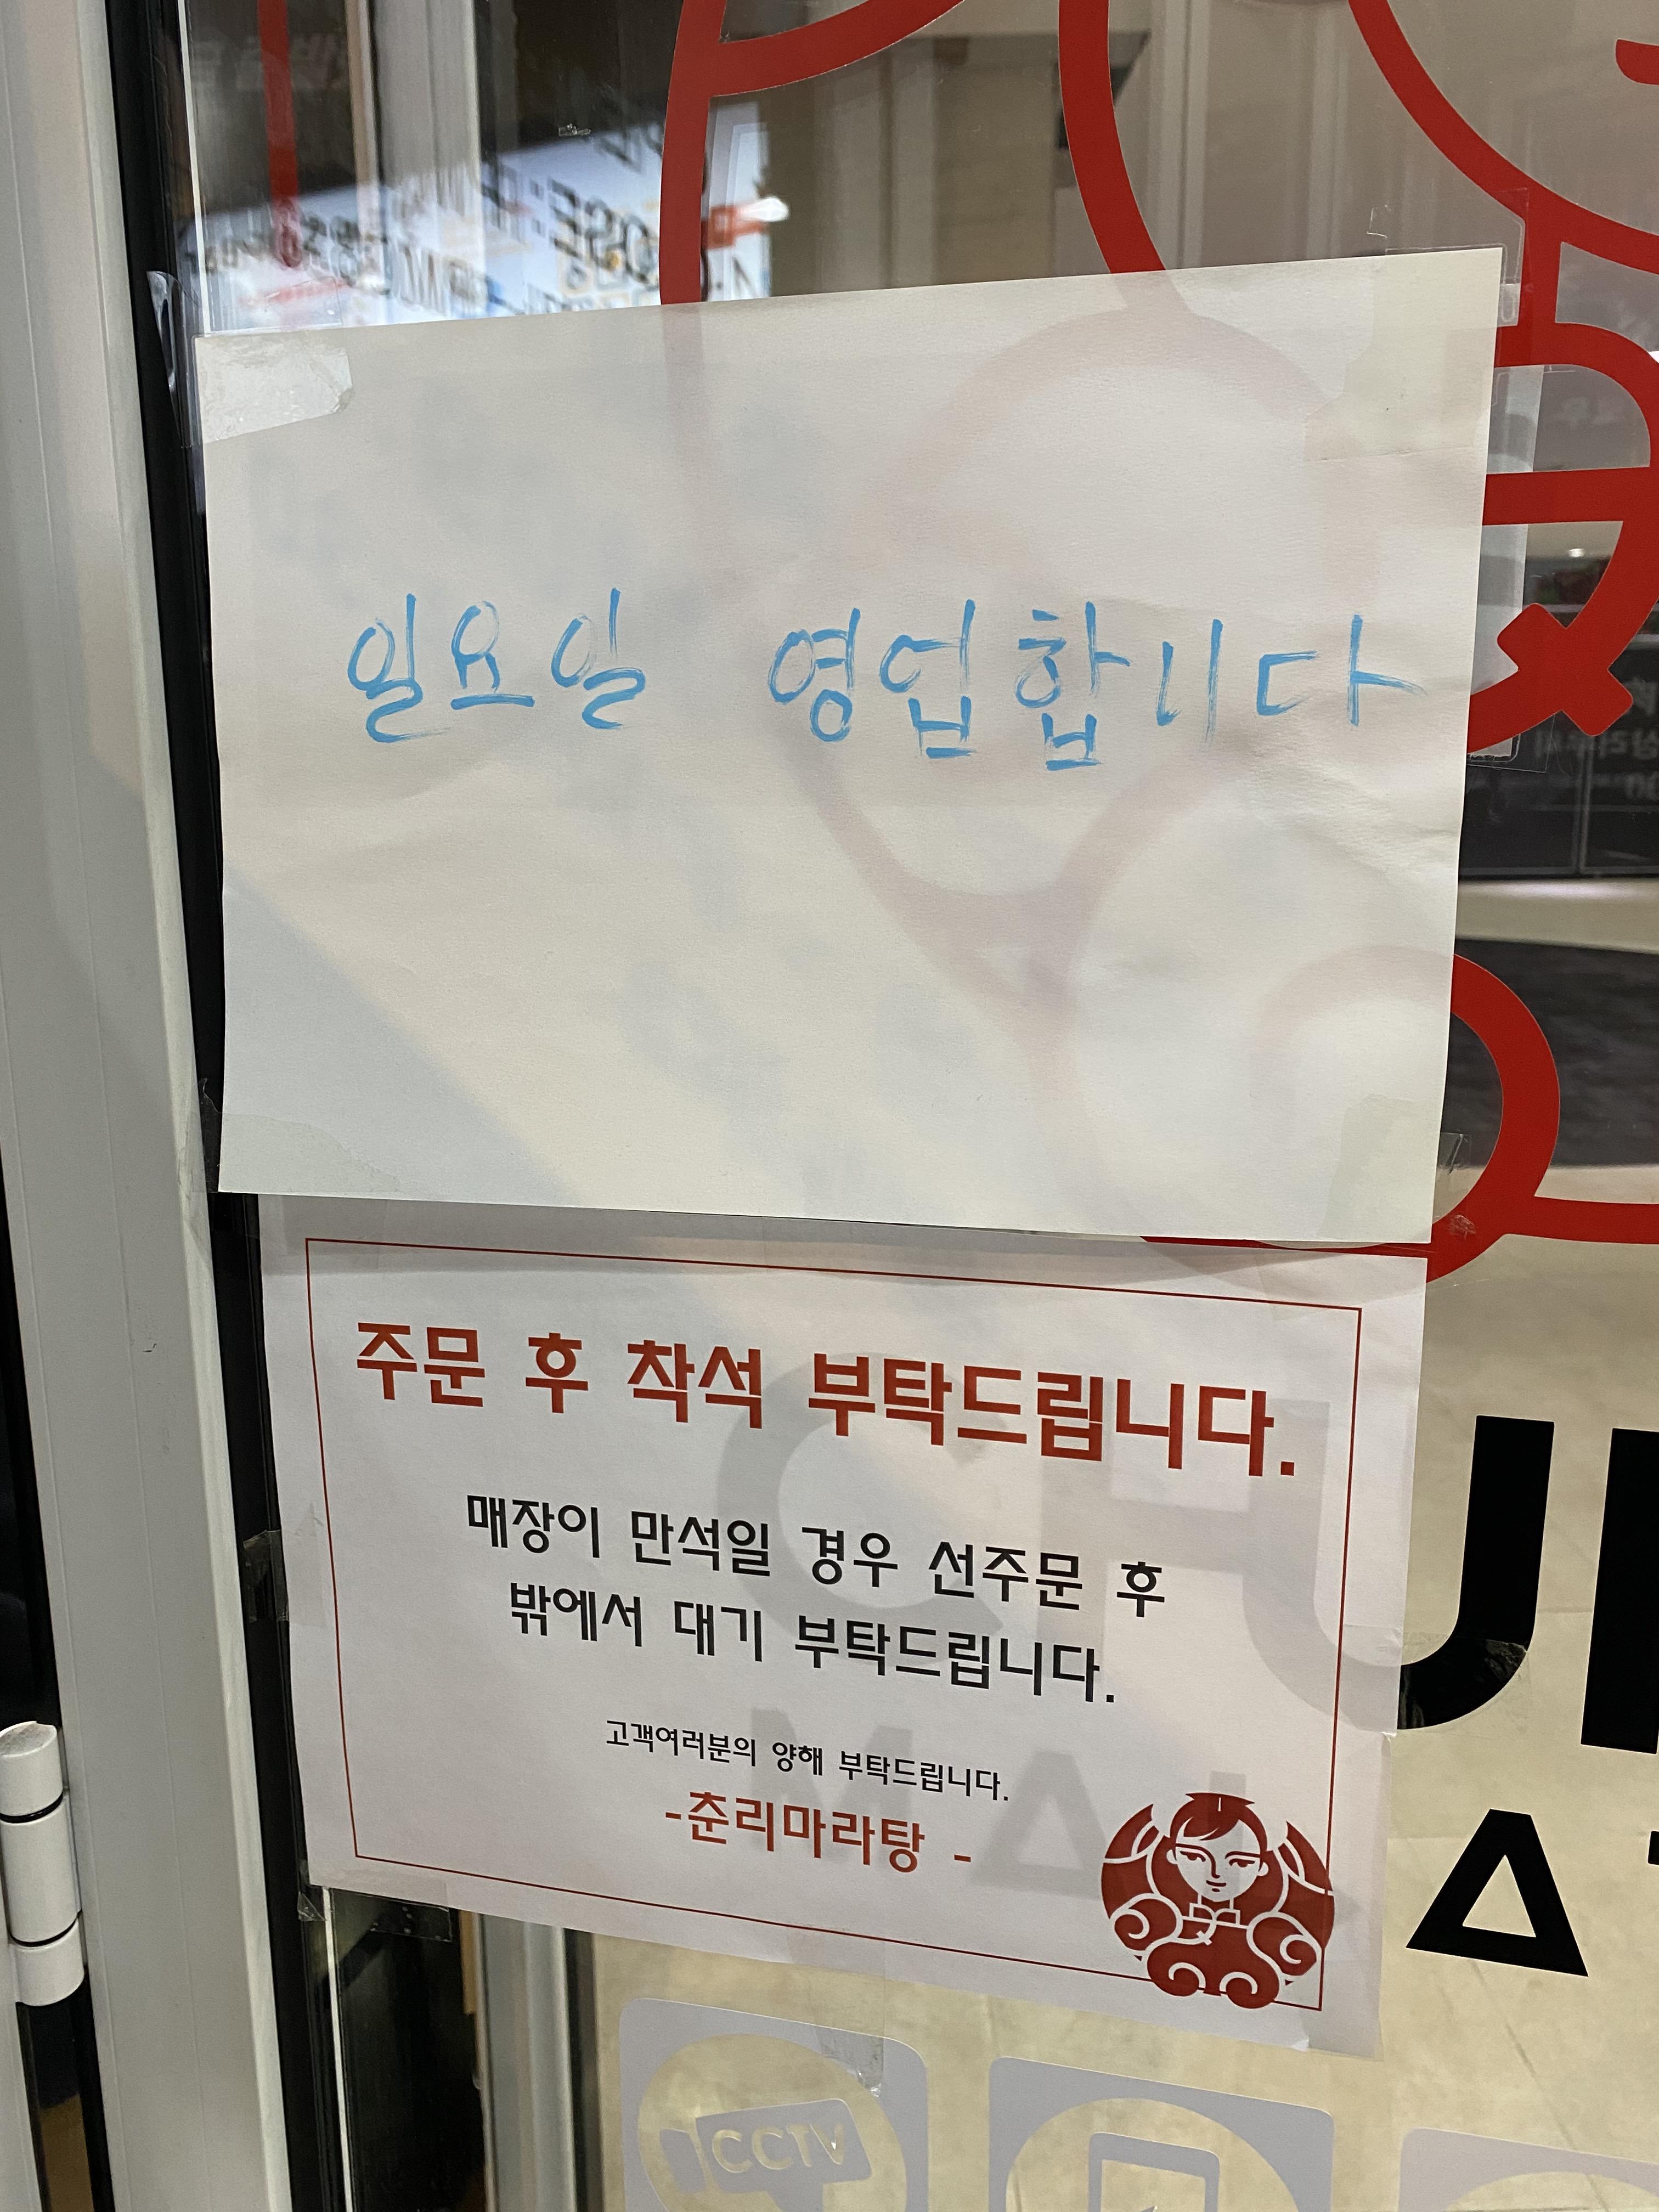 일요일 영업합니다
주문 후 착석 부탁드립니다.
매장이 만석일 경우 선주문 후
밖에서 대기 부탁드립니다.
고객여러분의 양해 부탁드립니다.
-춘리마라탕 -
CHU
MA
CCTV